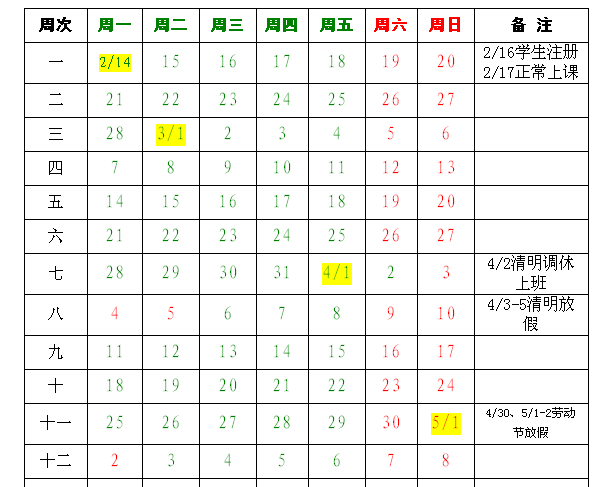 周次 周一 周二 周三 周四 周五 周六 周日 备 注
一 2/14 15 16 17 18 19 20 2/16学生注册
2/17正常上课
二 21 22 23 24 25 26 27
三 28 3/1 2 3 4 5 6
四 7 8 9 10 11 12 13
五 14 15 16 17 18 19 20
六 21 22 23 24 25 26 27
七 28 29 30 31 4/1 2 3 4/2清明调休
上班
八 4 5 6 7 8 9 10 4/3-5清明放
假
九 11 12 13 14 15 16 17
十 18 19 20 21 22 23 24
十一 25 26 27 28 29 30 5/1 4/30、5/1-2劳动
节放假
十二 2 3 4 5 6 7 8